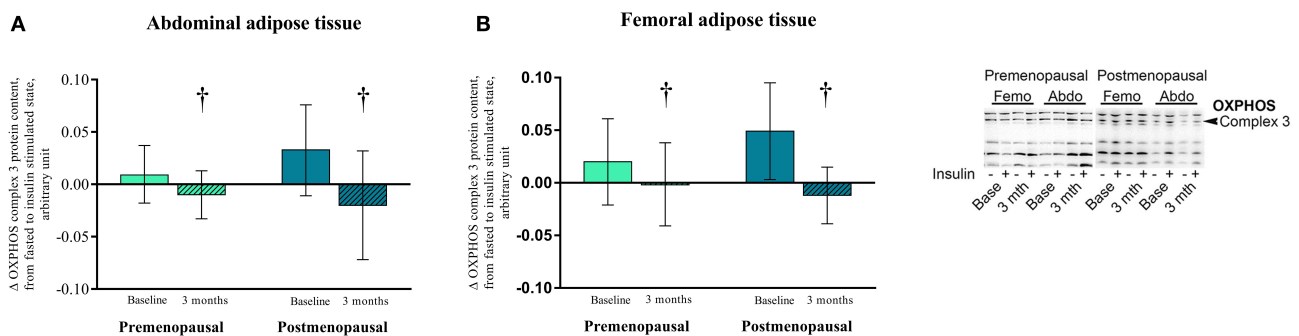 A
Abdominal adipose tissue
Δ OXPHOS complex 3 protein content,
from fasted to insulin stimulated state,
arbitrary unit
0.10
0.05
0.00
-0.05
-0.10
†
†
Baseline
3 months
Baseline
3 months
Premenopausal
Postmenopausal
B
Femoral adipose tissue
Δ OXPHOS complex 3 protein content,
from fasted to insulin stimulated state,
arbitrary unit
0.10
0.05
0.00
-0.05
-0.10
†
†
Baseline
3 months
Baseline
3 months
Premenopausal
Postmenopausal
Premenopausal Postmenopausal
Femo Abdo Femo Abdo
OXPHOS
Complex 3
Insulin - + - + - + - + - + - + - + - +
Base 3 mth Base 3 mth Base 3 mth Base 3 mth